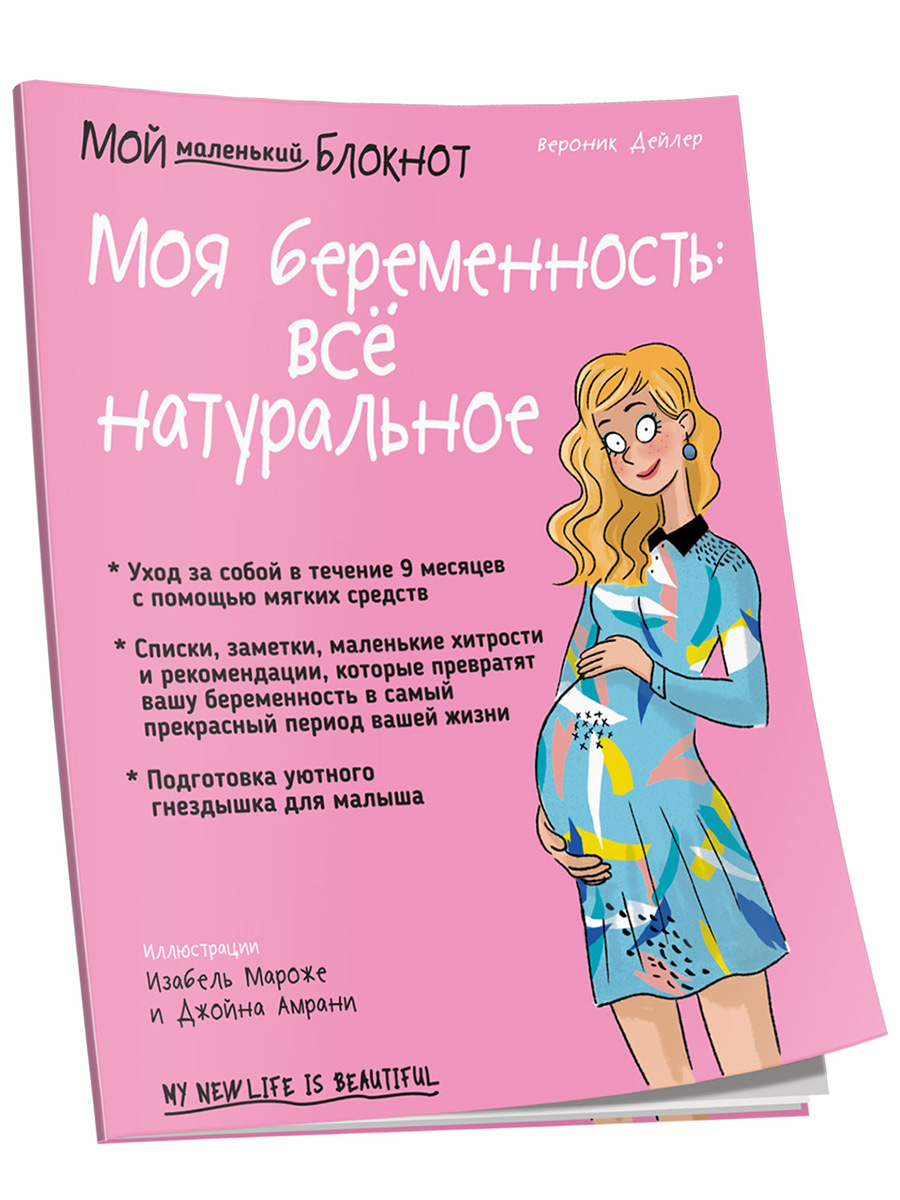 Мой маленький Блокнот
Вероник Дейлер
Моя беременность:
всё
натуральное
* Уход за собой в течение 9 месяцев
с помощью мягких средств
* Списки, заметки, маленькие хитрости
и рекомендации, которые превратят
вашу беременность в самый
прекрасный период вашей жизни
* Подготовка уютного
гнездышка для малыша
Иллюстрации
Изабель Мароже
и Джойна Амрани
MY NEW LIFE IS BEAUTIFUL